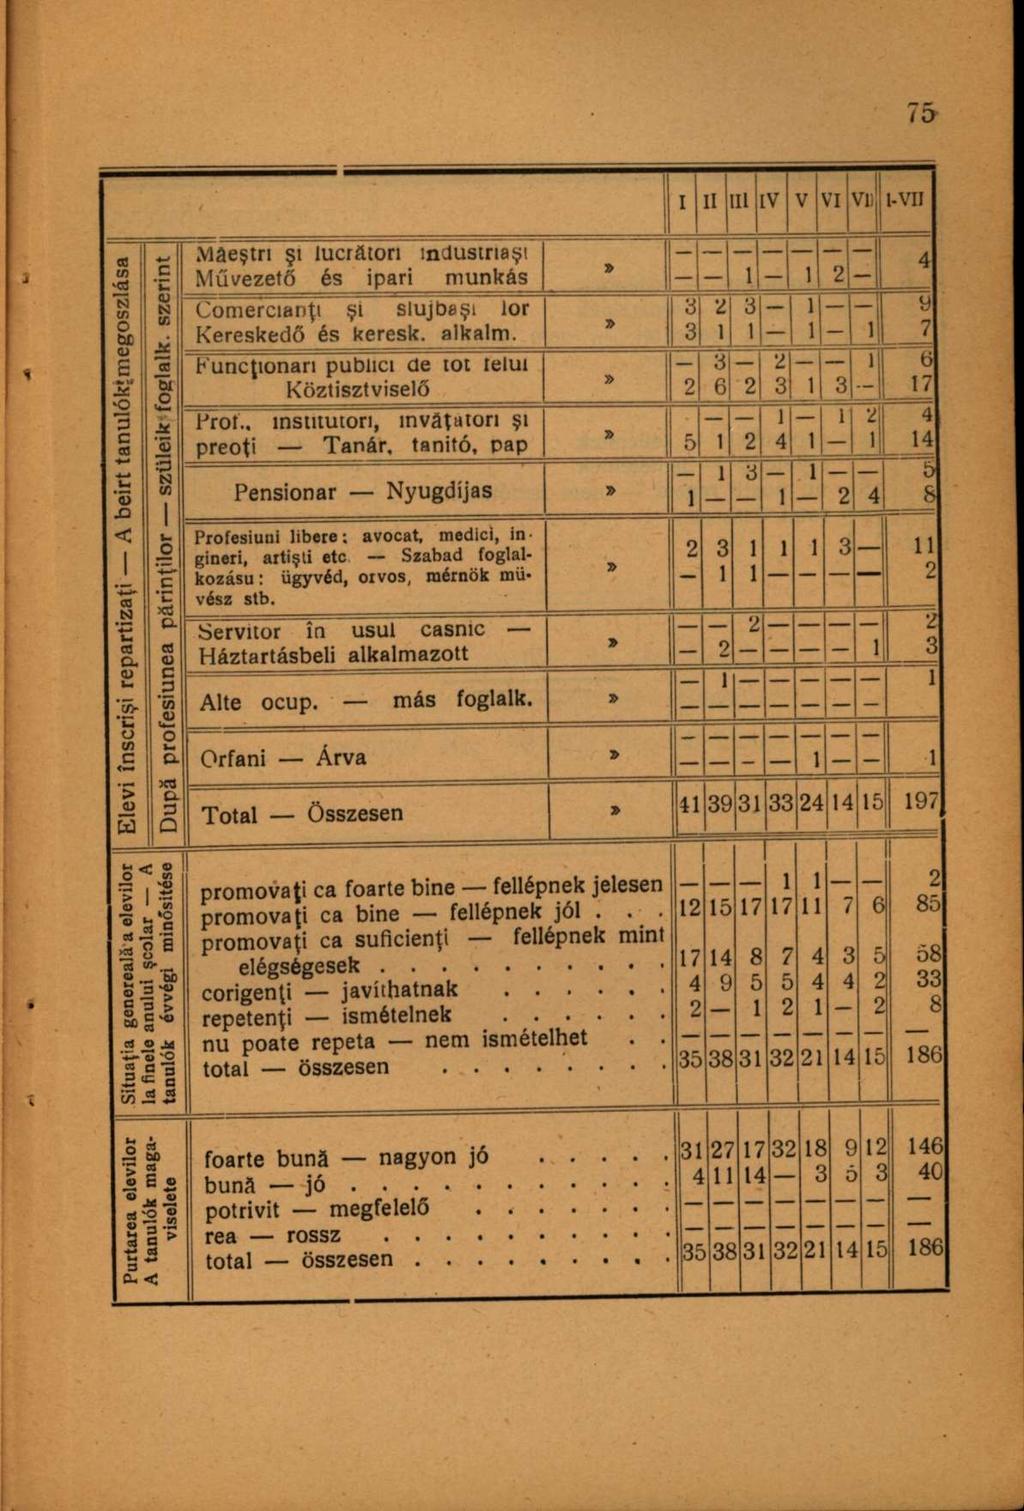 75
I II III IV V VI VII I-VII
Elevi înscrişi repartizaţi — A beirt tanulók megoszlása
După profesiunea părinţilor — szüleik foglalk. szerint
Măeştri şi lucrători industriaşi — — — — — — —
Művezető és ipari munkás » — — 1 — 1 2 — 4
Comercianţi şi slujbaşi lor 3 2 3 — 1 — — 9
Kereskedő és keresk. alkalm. » 3 1 1 — 1 — 1 7
Funcţionari publici de tot felul — 3 — 2 — — 1 6
Köztisztviselő » 2 6 2 3 1 3 — 17
Prof., institutori, invăţători şi — — 1 — 1 2 4
preoţi — Tanár, tanitó, pap » 5 1 2 4 1 — 1 14
— 1 3 — 1 — — 5
Pensionar — Nyugdíjas » 1 — — 1 — 2 4 8
Profesiuni libere: avocat, medici, in-
gineri, artişti etc. — Szabad foglal- 2 3 1 1 1 3 — 11
kozásu: ügyvéd, orvos, mérnök mü- » — 1 1 — — — — 2
vész stb.
Servitor în usul casnic — — — 2 — — — — 2
Háztartásbeli alkalmazott » — 2 — — — — 1 3
— 1 — — — — — 1
Alte ocup. — más foglalk. » — — — — — — —
— — — — — — —
Orfani — Árva » — — — — 1 — — 1
Total — Összesen » 41 39 31 33 24 14 15 197
Situaţia genereală a elevilor
la finele anului şcolar — A
tanulók évvégi minősitése
promovaţi ca foarte bine — fellépnek jelesen — — — 1 1 — — 2
promovaţi ca bine — fellépnek jól . . . 12 15 17 17 11 7 6 85
promovaţi ca suficienţi — fellépnek mint
elégségesek . . . . . . . . . . 17 14 8 7 4 3 5 58
corigenţi — javíthatnak . . . . . . 4 9 5 5 4 4 2 33
repetenţi — ismételnek . . . . . . 2 — 1 2 1 — 2 8
nu poate repeta — nem ismételhet . . — — — — — — — —
total — összesen . . . . . . . . 35 38 31 32 21 14 15 186
Purtarea elevilor
A tanulók maga-
viselete
foarte bună — nagyon jó . . . . . 31 27 17 32 18 9 12 146
bună — jó . . . . . . . . . . . 4 11 14 — 3 5 3 40
potrivit — megfelelő . . . . . . . — — — — — — — —
rea — rossz . . . . . . . . . . — — — — — — — —
total — összesen . . . . . . . . . 35 38 31 32 21 14 15 186